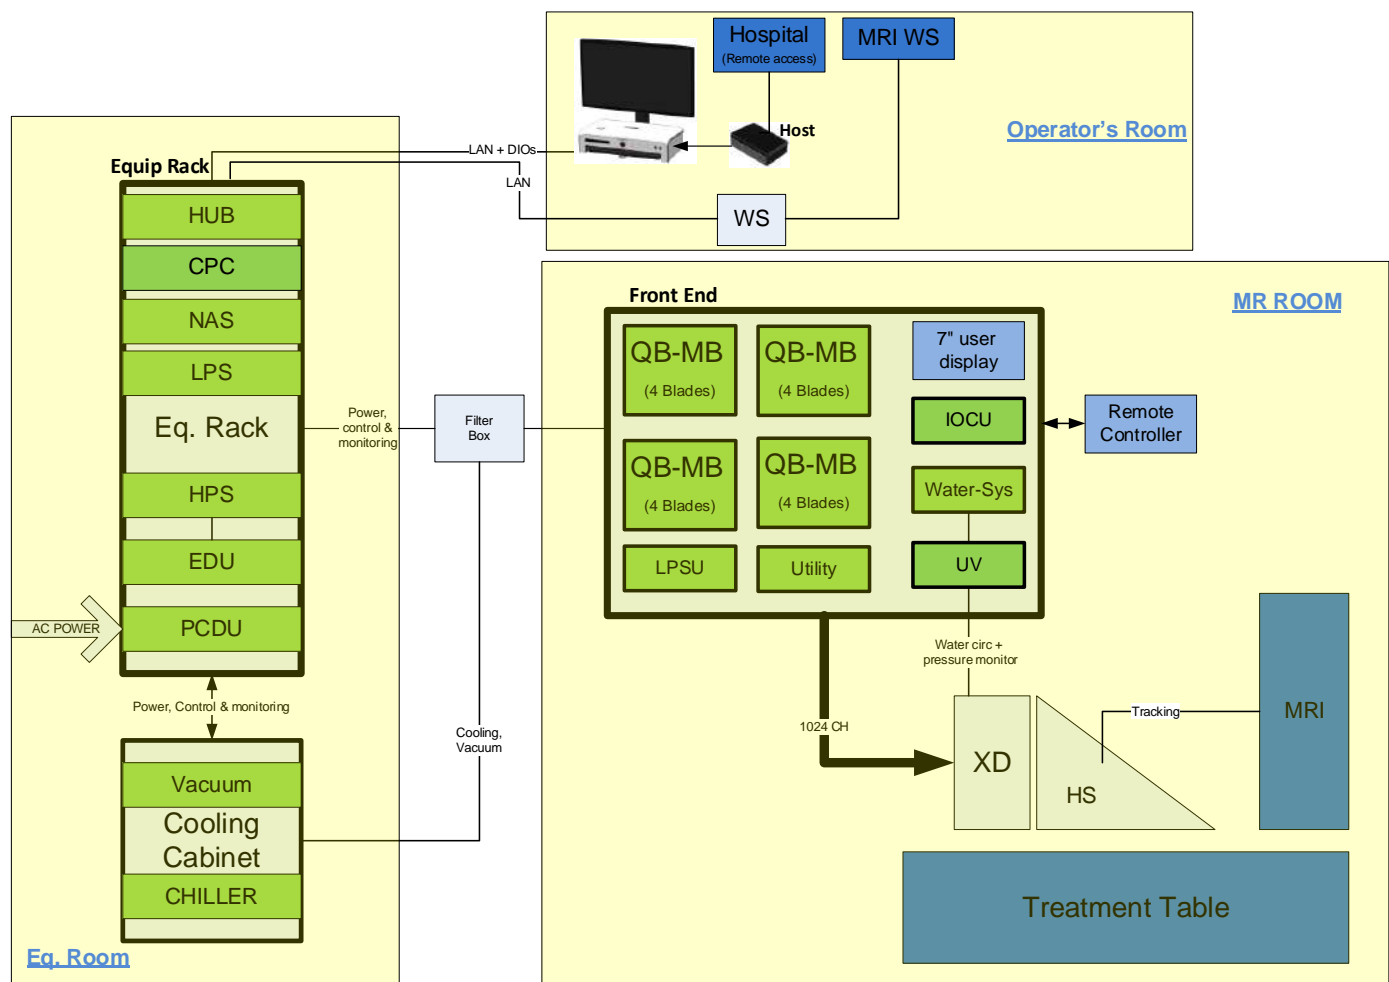 Hospital
(Remote access)
MRI WS
Host
Operator's Room
LAN + DIOs
LAN
WS
Equip Rack
HUB
CPC
NAS
LPS
Eq. Rack
HPS
EDU
PCDU
AC POWER
Power,
control &
monitoring
Filter
Box
Power, Control & monitoring
Cooling,
Vacuum
Vacuum
Cooling
Cabinet
CHILLER
Eq. Room
Front End
MR ROOM
QB-MB
(4 Blades)
QB-MB
(4 Blades)
7" user
display
QB-MB
(4 Blades)
QB-MB
(4 Blades)
IOCU
Remote
Controller
Water-Sys
LPSU
Utility
UV
Water circ +
pressure monitor
1024 CH
XD
HS
Tracking
MRI
Treatment Table